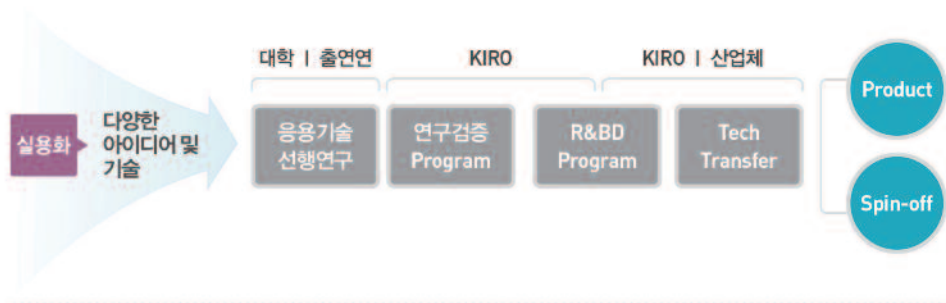 실용화
다양한
아이디어 및
기술
대학 | 출연연
KIRO
KIRO | 산업체
응용기술
선행연구
연구검증
Program
R&BD
Program
Tech
Transfer
Product
Spin-off